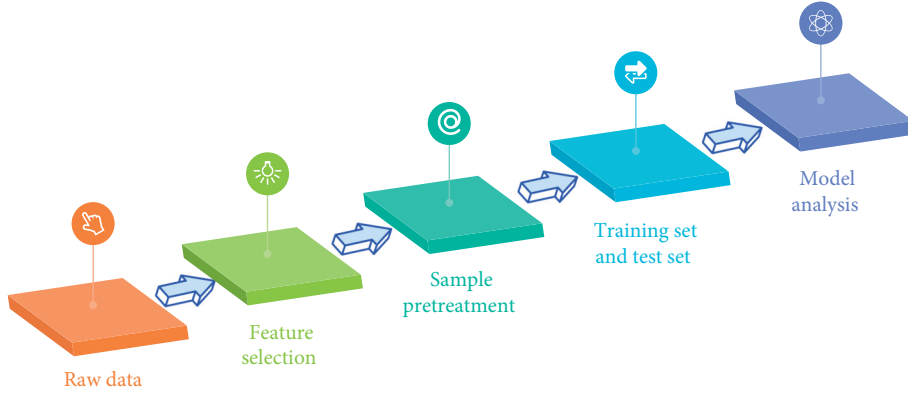 Raw data
Feature
selection
Sample
pretreatment
Training set
and test set
Model
analysis